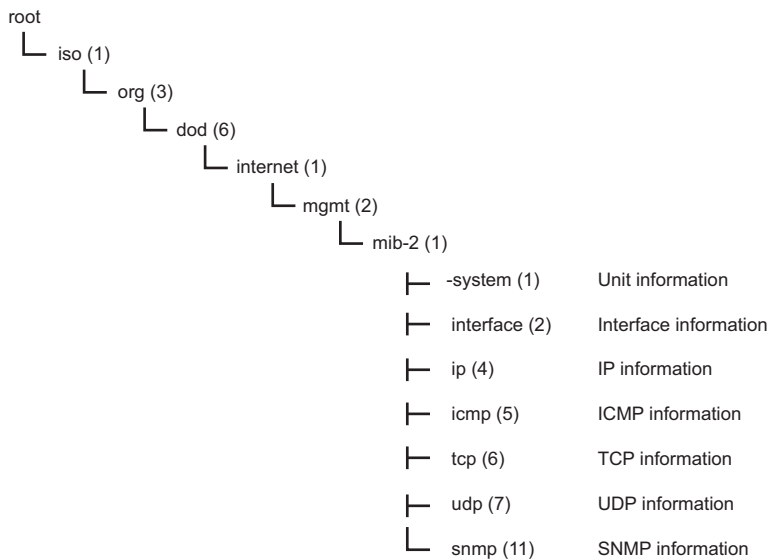 root
iso (1)
org (3)
dod (6)
internet (1)
mgmt (2)
mib-2 (1)
-system (1) Unit information
interface (2) Interface information
ip (4) IP information
icmp (5) ICMP information
tcp (6) TCP information
udp (7) UDP information
snmp (11) SNMP information